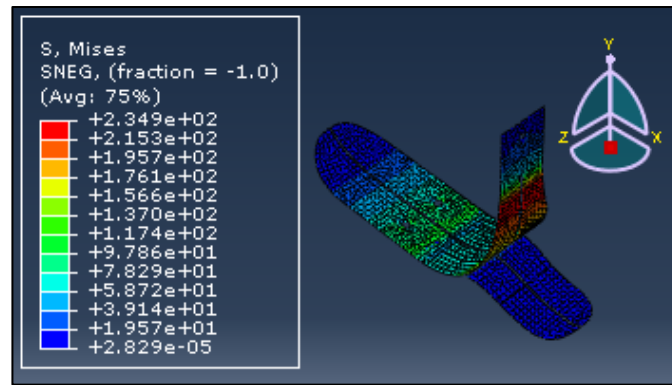 S, Mises
SNEG, (fraction = -1.0)
(Avg: 75%)
+2.349e+02
+2.153e+02
+1.957e+02
+1.761e+02
+1.566e+02
+1.370e+02
+1.174e+02
+9.786e+01
+7.829e+01
+5.872e+01
+3.914e+01
+1.957e+01
+2.829e-05
Y
Z
X